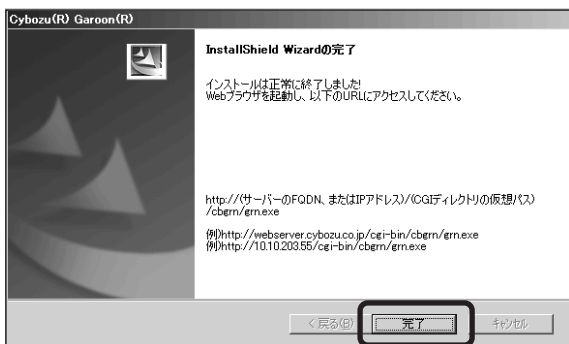 Cybozu(R) Garoon(R)
InstallShield Wizardの完了
インストールは正常に終了しました!
Webブラウザを起動し、以下のURLにアクセスしてください。
http://(サーバーのFQDN、またはIPアドレス)/(CGIディレクトリの仮想パス)
/cbgrn/grn.exe
例)http://webserver.cybozu.co.jp/cgi-bin/cbgrn/grn.exe
例)http://10.10.203.55/cgi-bin/cbgrn/grn.exe
< 戻る(B) 完了 キャンセル